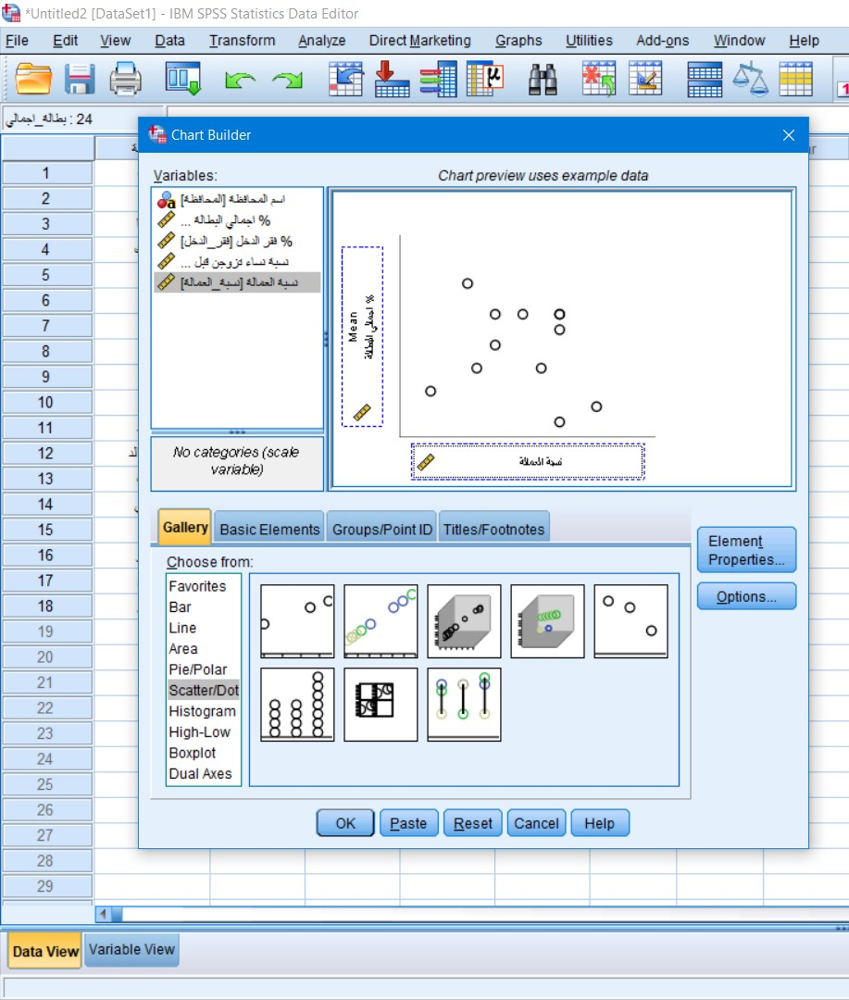 *Untitled2 [DataSet1] - IBM SPSS Statistics Data Editor
File Edit View Data Transform Analyze Direct Marketing Graphs Utilities Add-ons Window Help
24 : بطالة_اجمالي
Chart Builder
Variables:
Chart preview uses example data
اسم المحافظة [المحافظة]
% اجمالي البطالة ...
% فقر الدخل [فقر_الدخل]
نسبة نساء تزوجن قبل ...
نسبة العمالة [نسبة_العمالة]
Mean
% اجمالي البطالة
نسبة العمالة
No categories (scale
variable)
Gallery Basic Elements Groups/Point ID Titles/Footnotes
Element
Properties...
Options...
Choose from:
Favorites
Bar
Line
Area
Pie/Polar
Scatter/Dot
Histogram
High-Low
Boxplot
Dual Axes
OK Paste Reset Cancel Help
1
2
3
4
5
6
7
8
9
10
11
12
13
14
15
16
17
18
19
20
21
22
23
24
25
26
27
28
29
Data View Variable View